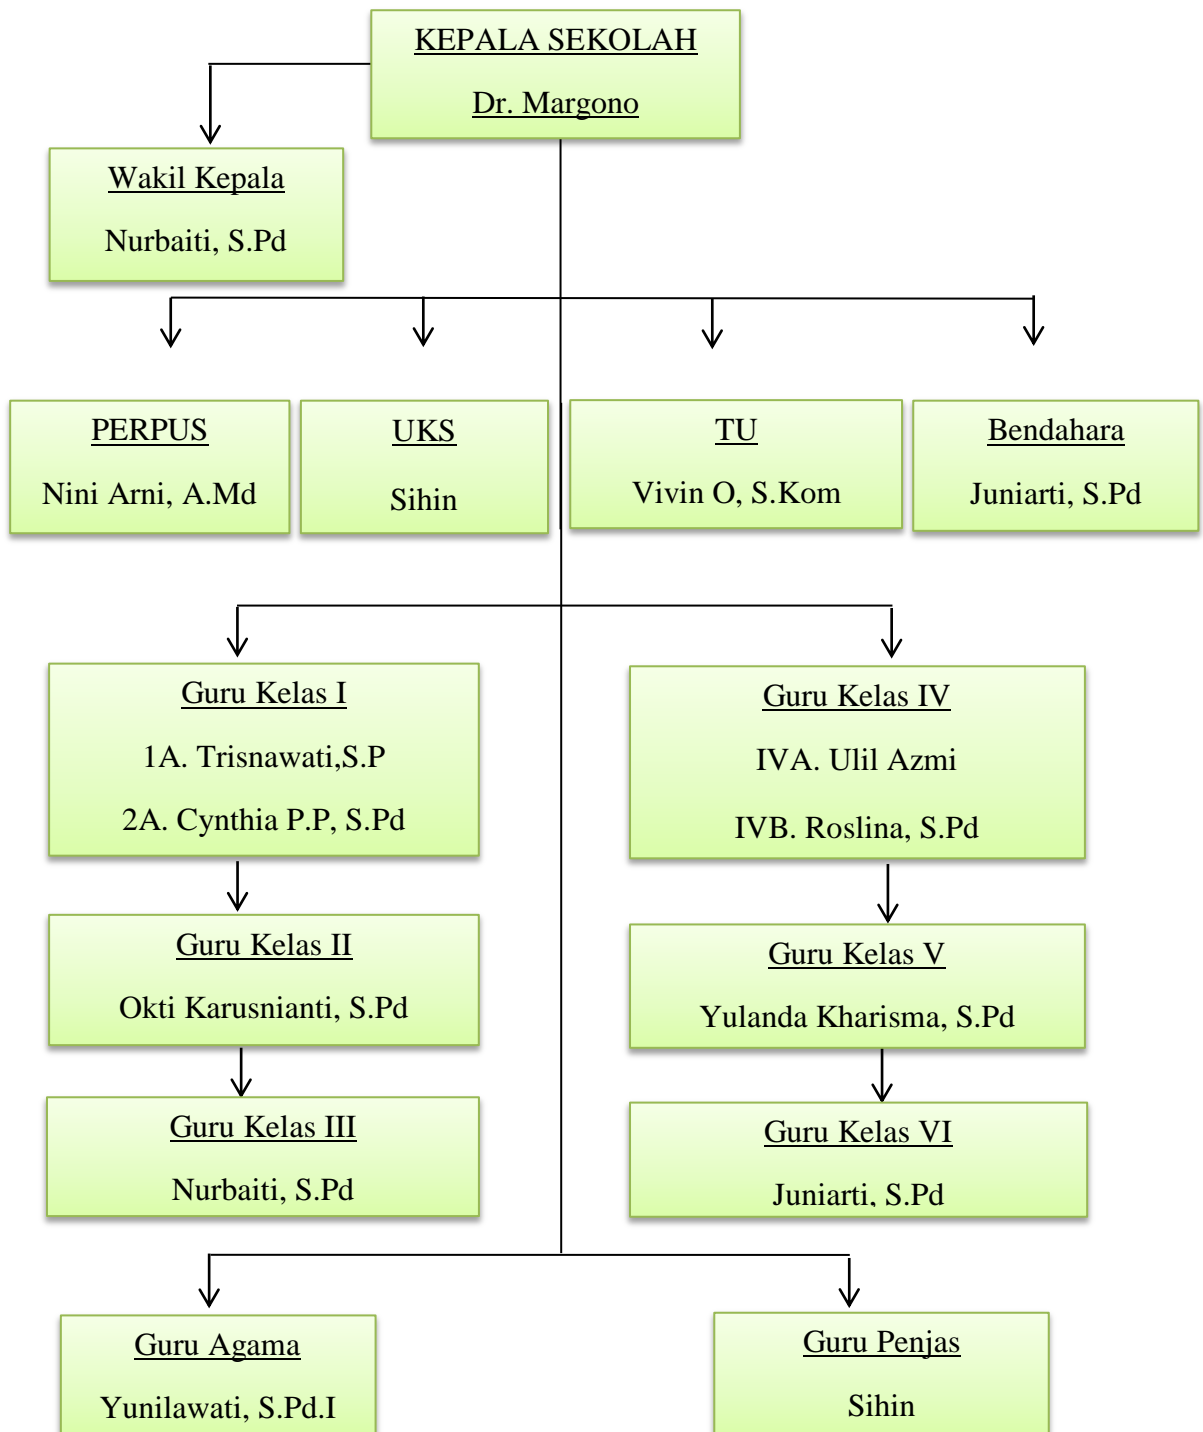 KEPALA SEKOLAH
Dr. Margono
Wakil Kepala
Nurbaiti, S.Pd
PERPUS
Nini Arni, A.Md
UKS
Sihin
TU
Vivin O, S.Kom
Bendahara
Juniarti, S.Pd
Guru Kelas I
1A. Trisnawati,S.P
2A. Cynthia P.P, S.Pd
Guru Kelas IV
IVA. Ulil Azmi
IVB. Roslina, S.Pd
Guru Kelas II
Okti Karusnianti, S.Pd
Guru Kelas V
Yulanda Kharisma, S.Pd
Guru Kelas III
Nurbaiti, S.Pd
Guru Kelas VI
Juniarti, S.Pd
Guru Agama
Yunilawati, S.Pd.I
Guru Penjas
Sihin